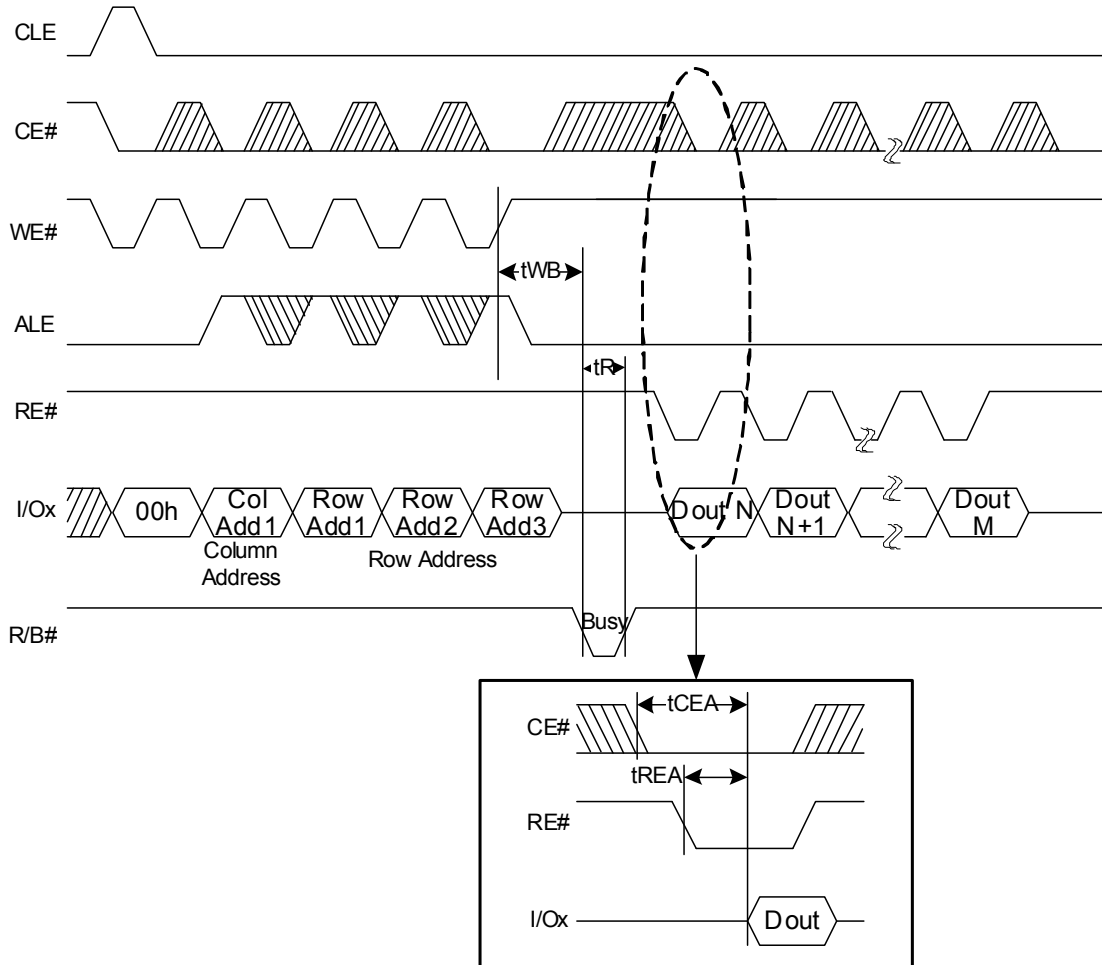 CLE
CE#
WE#
tWB
ALE
tR
RE#
I/Ox
00h
Col
Add1
Row
Add1
Row
Add2
Row
Add3
Dout N
Dout
N+1
Dout
M
Column
Address
Row Address
R/B#
Busy
CE#
tCEA
tREA
RE#
I/Ox
Dout